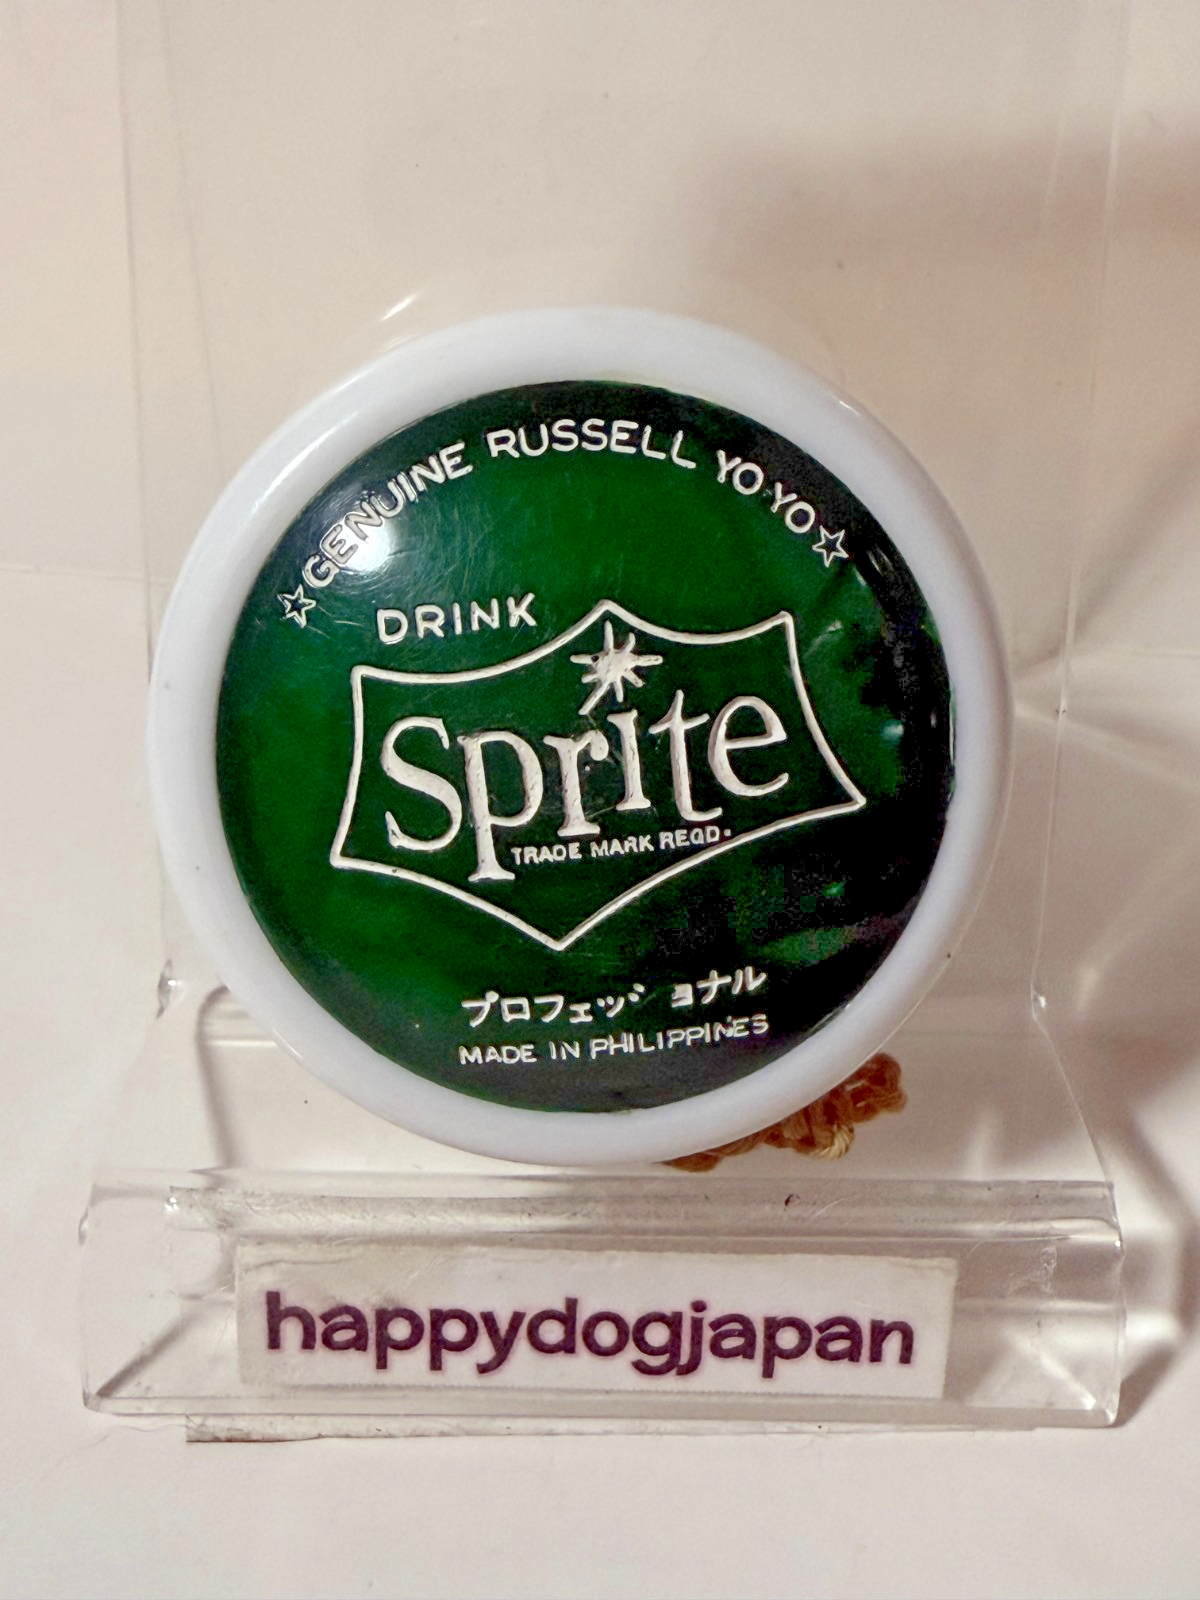 ☆GENUINE RUSSELL YO YO☆
DRINK
Sprite
TRADE MARK REGD.
プロフェッジョナル
MADE IN PHILIPPINES
happydogjapan